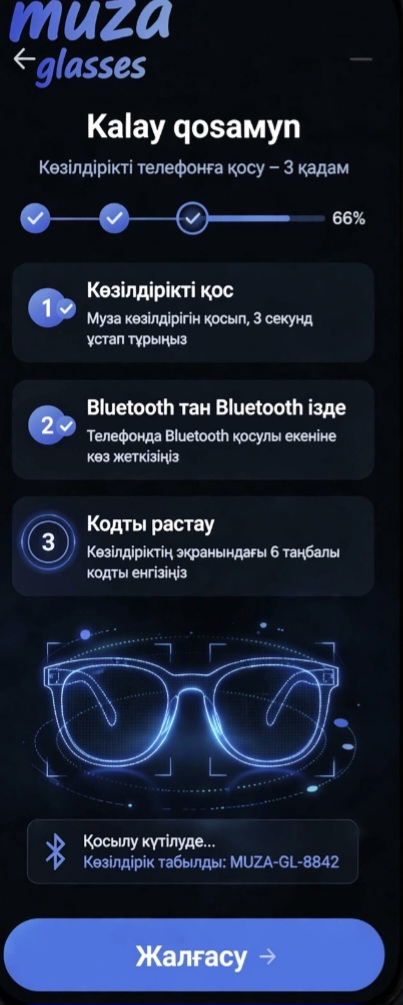 muza
glasses
Kalay qosaмyn
Көзілдірікті телефонға қосу – 3 қадам
66%
1
Көзілдірікті қос
Муза көзілдірігін қосып, 3 секунд
ұстап тұрыңыз
2
Bluetooth тан Bluetooth ізде
Телефонда Bluetooth қосулы екеніне
көз жеткізіңіз
3
Кодты растау
Көзілдіріктің экранындағы 6 таңбалы
кодты енгізіңіз
Қосылу күтілуде...
Көзілдірік табылды: MUZA-GL-8842
Жалғасу →